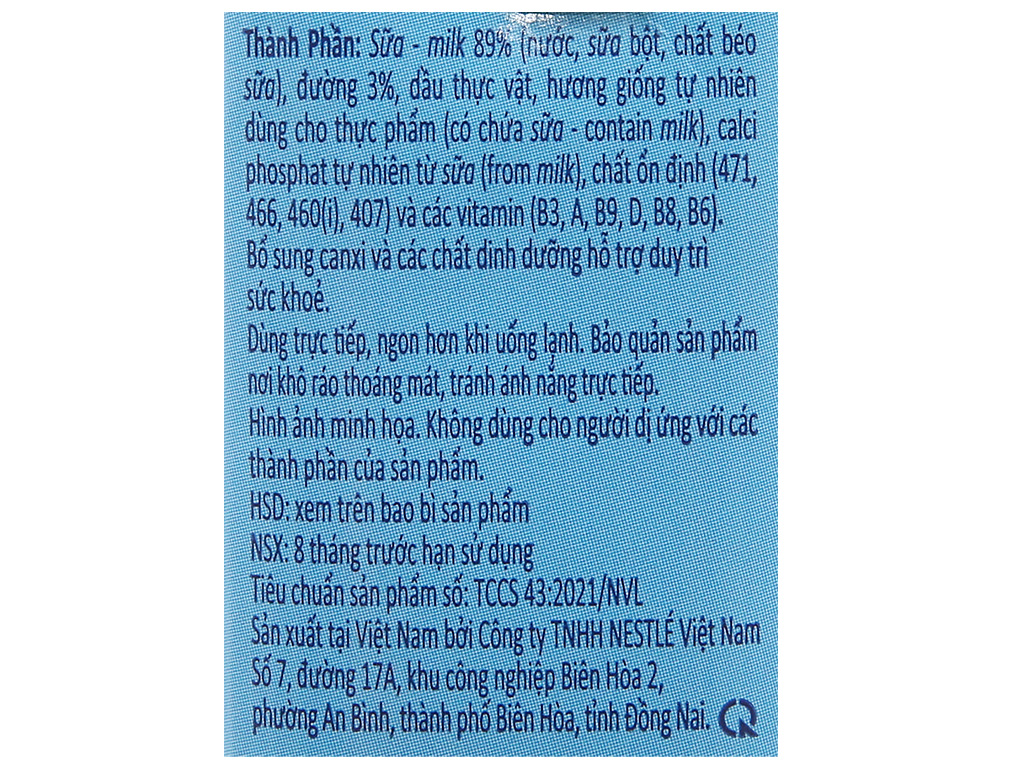 Thành Phần: Sữa - milk 89% (nước, sữa bột, chất béo
sữa), đường 3%, dầu thực vật, hương giống tự nhiên
dùng cho thực phẩm (có chứa sữa - contain milk), calci
phosphat tự nhiên từ sữa (from milk), chất ổn định (471,
466, 460(i), 407) và các vitamin (B3, A, B9, D, B8, B6).
Bổ sung canxi và các chất dinh dưỡng hỗ trợ duy trì
sức khoẻ.
Dùng trực tiếp, ngon hơn khi uống lạnh. Bảo quản sản phẩm
nơi khô ráo thoáng mát, tránh ánh nắng trực tiếp.
Hình ảnh minh họa. Không dùng cho người dị ứng với các
thành phần của sản phẩm.
HSD: xem trên bao bì sản phẩm
NSX: 8 tháng trước hạn sử dụng
Tiêu chuẩn sản phẩm số: TCCS 43:2021/NVL
Sản xuất tại Việt Nam bởi Công ty TNHH NESTLÉ Việt Nam
Số 7, đường 17A, khu công nghiệp Biên Hòa 2,
phường An Bình, thành phố Biên Hòa, tỉnh Đồng Nai.